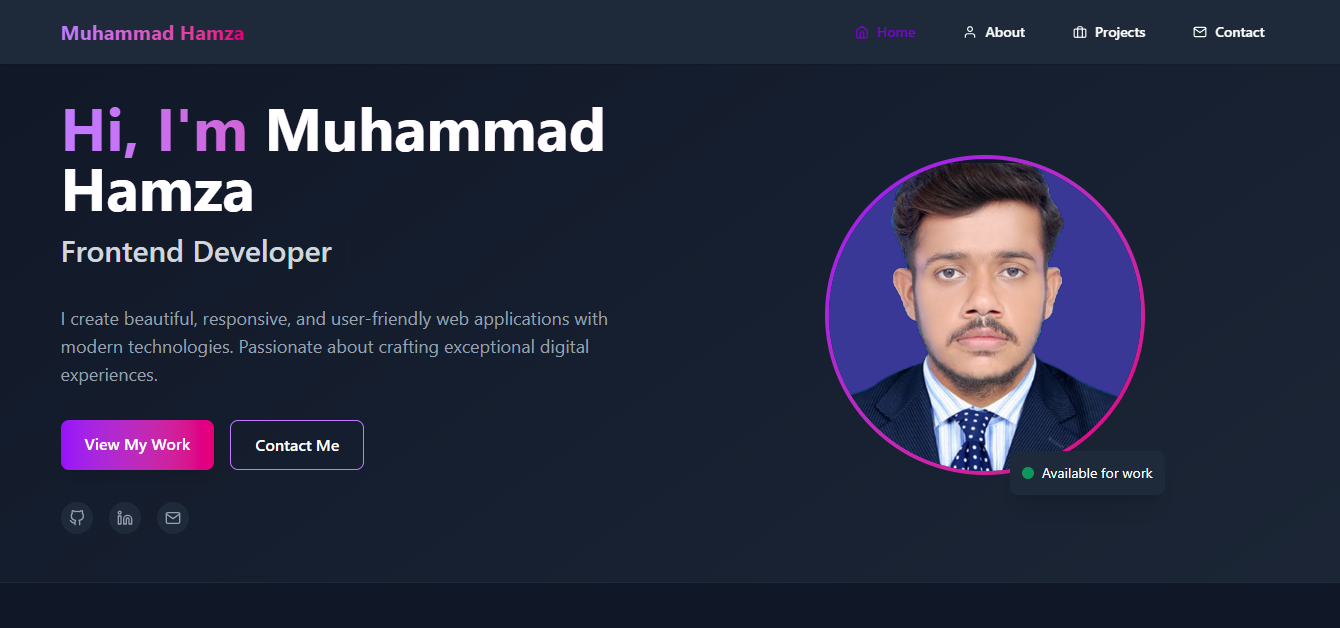 Muhammad Hamza
Home
About
Projects
Contact
Hi, I'm Muhammad
Hamza
Frontend Developer
I create beautiful, responsive, and user-friendly web applications with
modern technologies. Passionate about crafting exceptional digital
experiences.
View My Work
Contact Me
Available for work